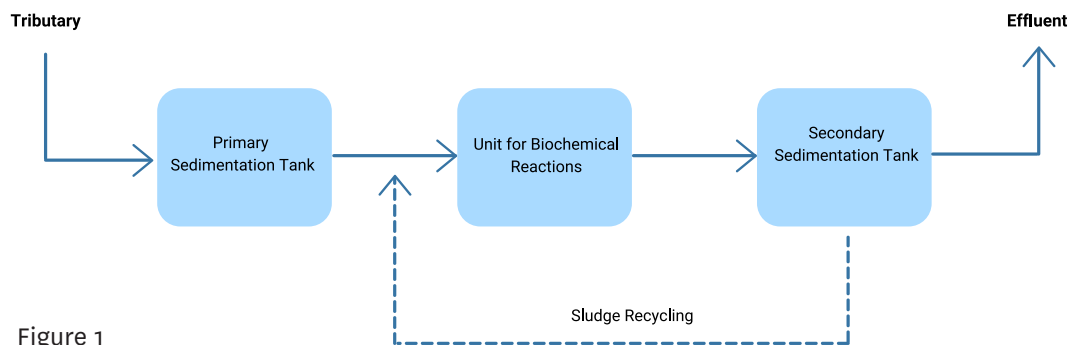 Tributary
Effluent
Primary
Sedimentation Tank
Unit for Biochemical
Reactions
Secondary
Sedimentation Tank
Sludge Recycling
Figure 1